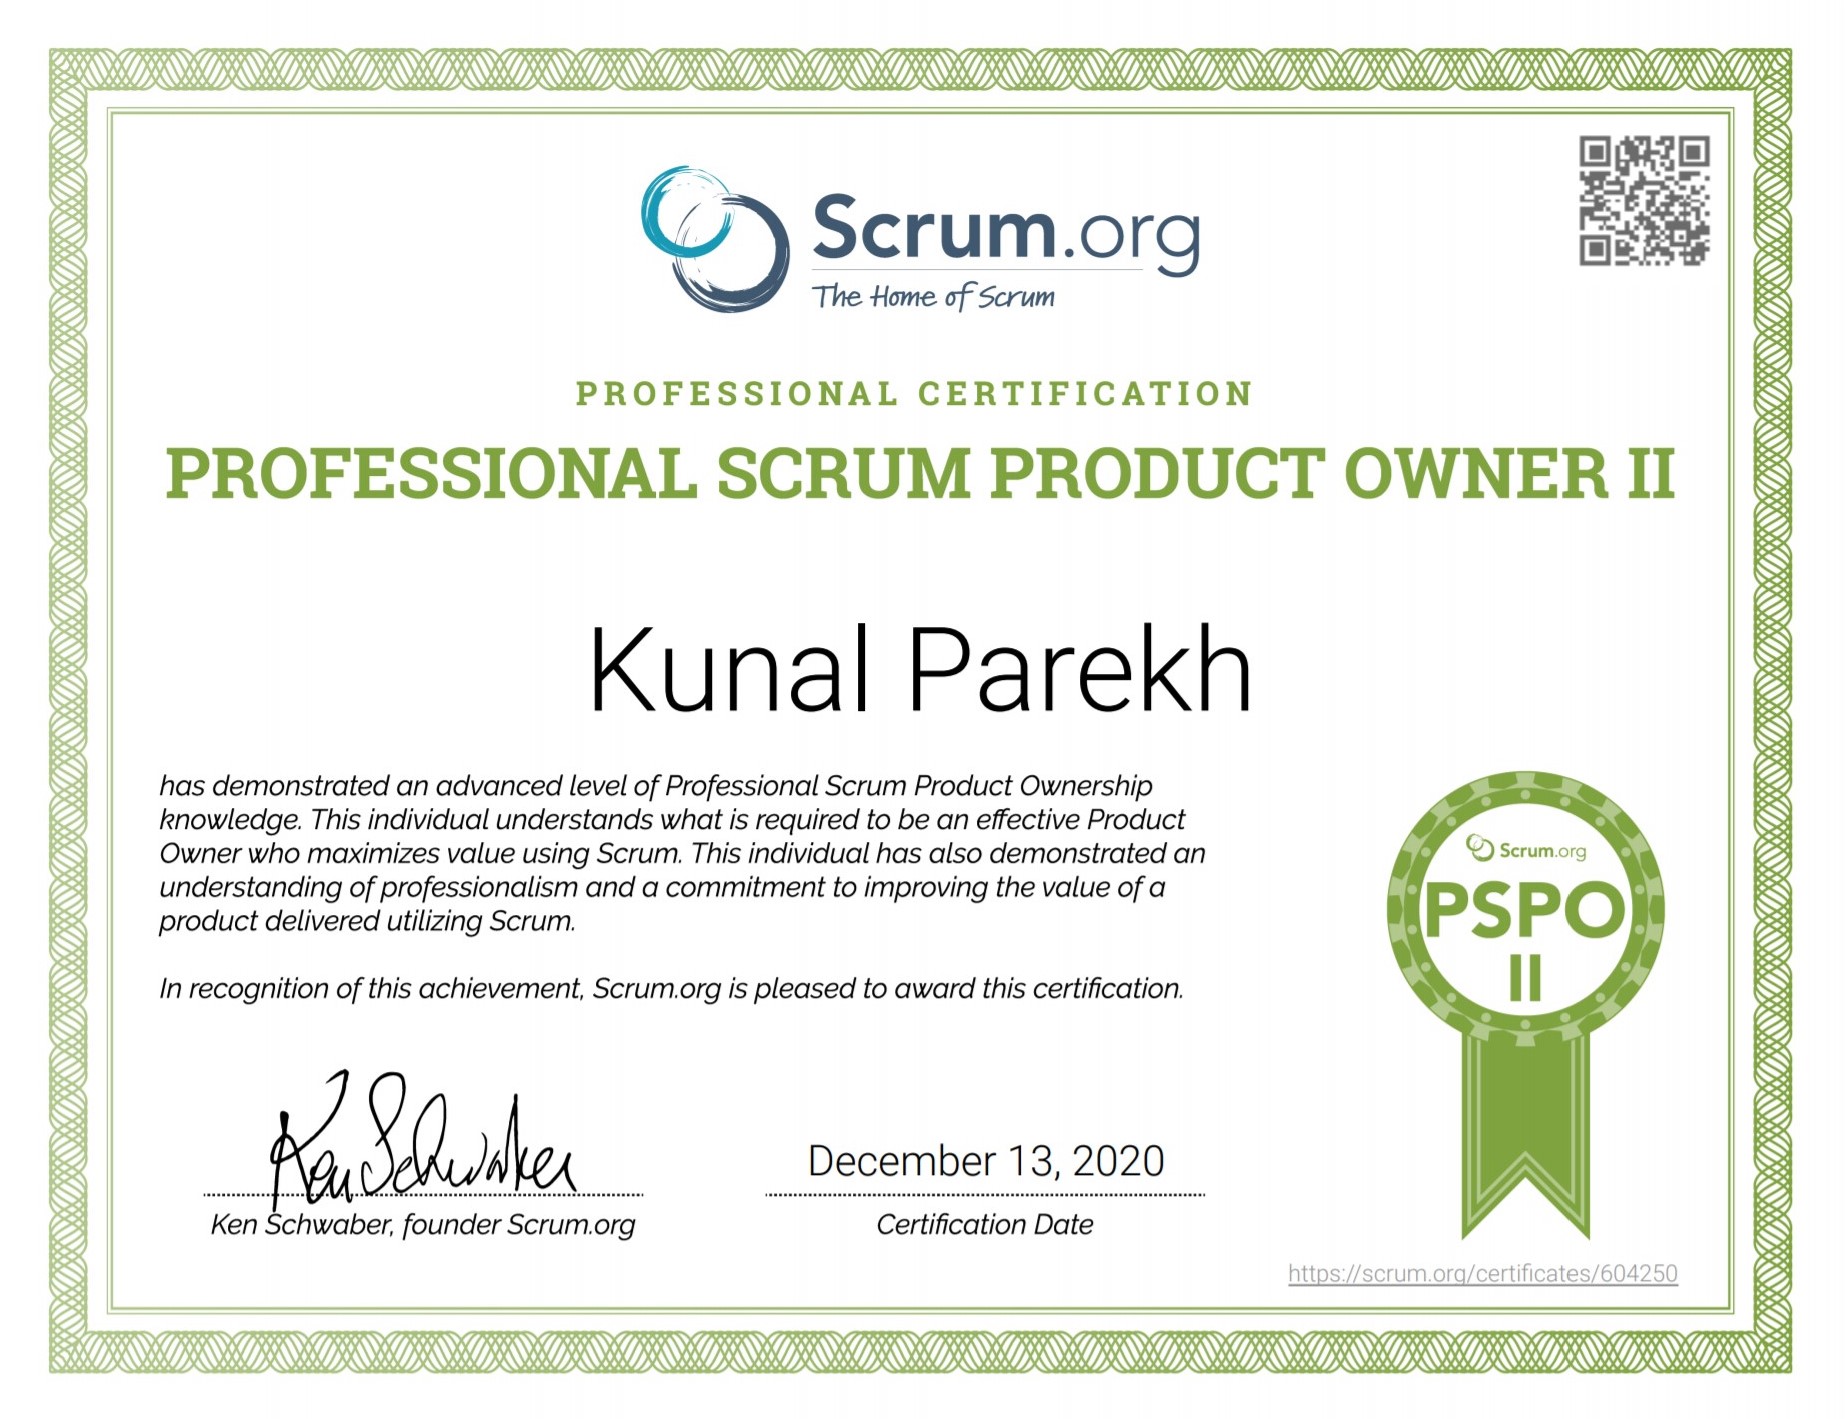 Scrum.org
The Home of Scrum
PROFESSIONAL CERTIFICATION
PROFESSIONAL SCRUM PRODUCT OWNER II
Kunal Parekh
has demonstrated an advanced level of Professional Scrum Product Ownership
knowledge. This individual understands what is required to be an effective Product
Owner who maximizes value using Scrum. This individual has also demonstrated an
understanding of professionalism and a commitment to improving the value of a
product delivered utilizing Scrum.
In recognition of this achievement, Scrum.org is pleased to award this certification.
Scrum.org
PSPO
II
Ken Schwaber
Ken Schwaber, founder Scrum.org
December 13, 2020
Certification Date
https://scrum.org/certificates/604250